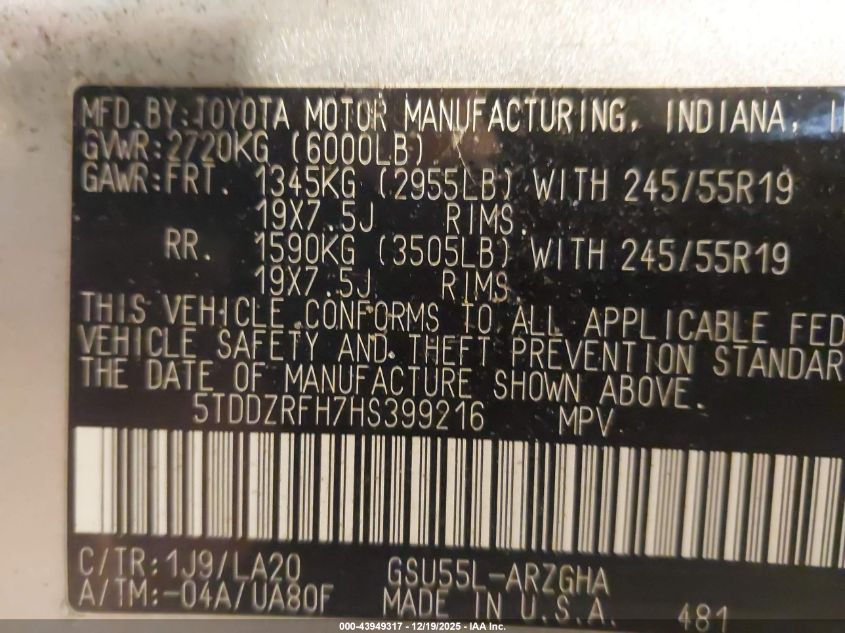 MFD.BY:TOYOTA MOTOR MANUFACTURING, INDIANA,
GVWR:2720KG (6000LB)
GAWR:FRT. 1345KG (2955LB) WITH 245/55R19
19X7.5J RIMS.
RR. 1590KG (3505LB) WITH 245/55R19
19X7.5J RIMS.
THIS VEHICLE CONFORMS TO ALL APPLICABLE FED
VEHICLE SAFETY AND THEFT PREVENTION STANDAR
THE DATE OF MANUFACTURE SHOWN ABOVE.
5TDDZRFH7HS399216 MPV
C/TR:1J9/LA20 GSU55L-ARZGHA
A/TM:-04A/UA80F MADE IN U.S.A. 481
000-43949317 - 12/19/2025 - IAA Inc.